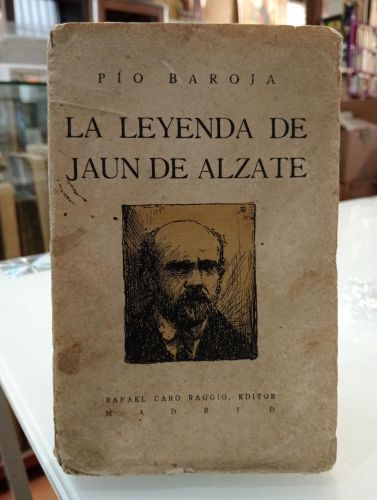 PÍO BAROJA
LA LEYENDA DE
JAUN DE ALZATE
RAFAEL CARO RAGGIO, EDITOR
MADRID